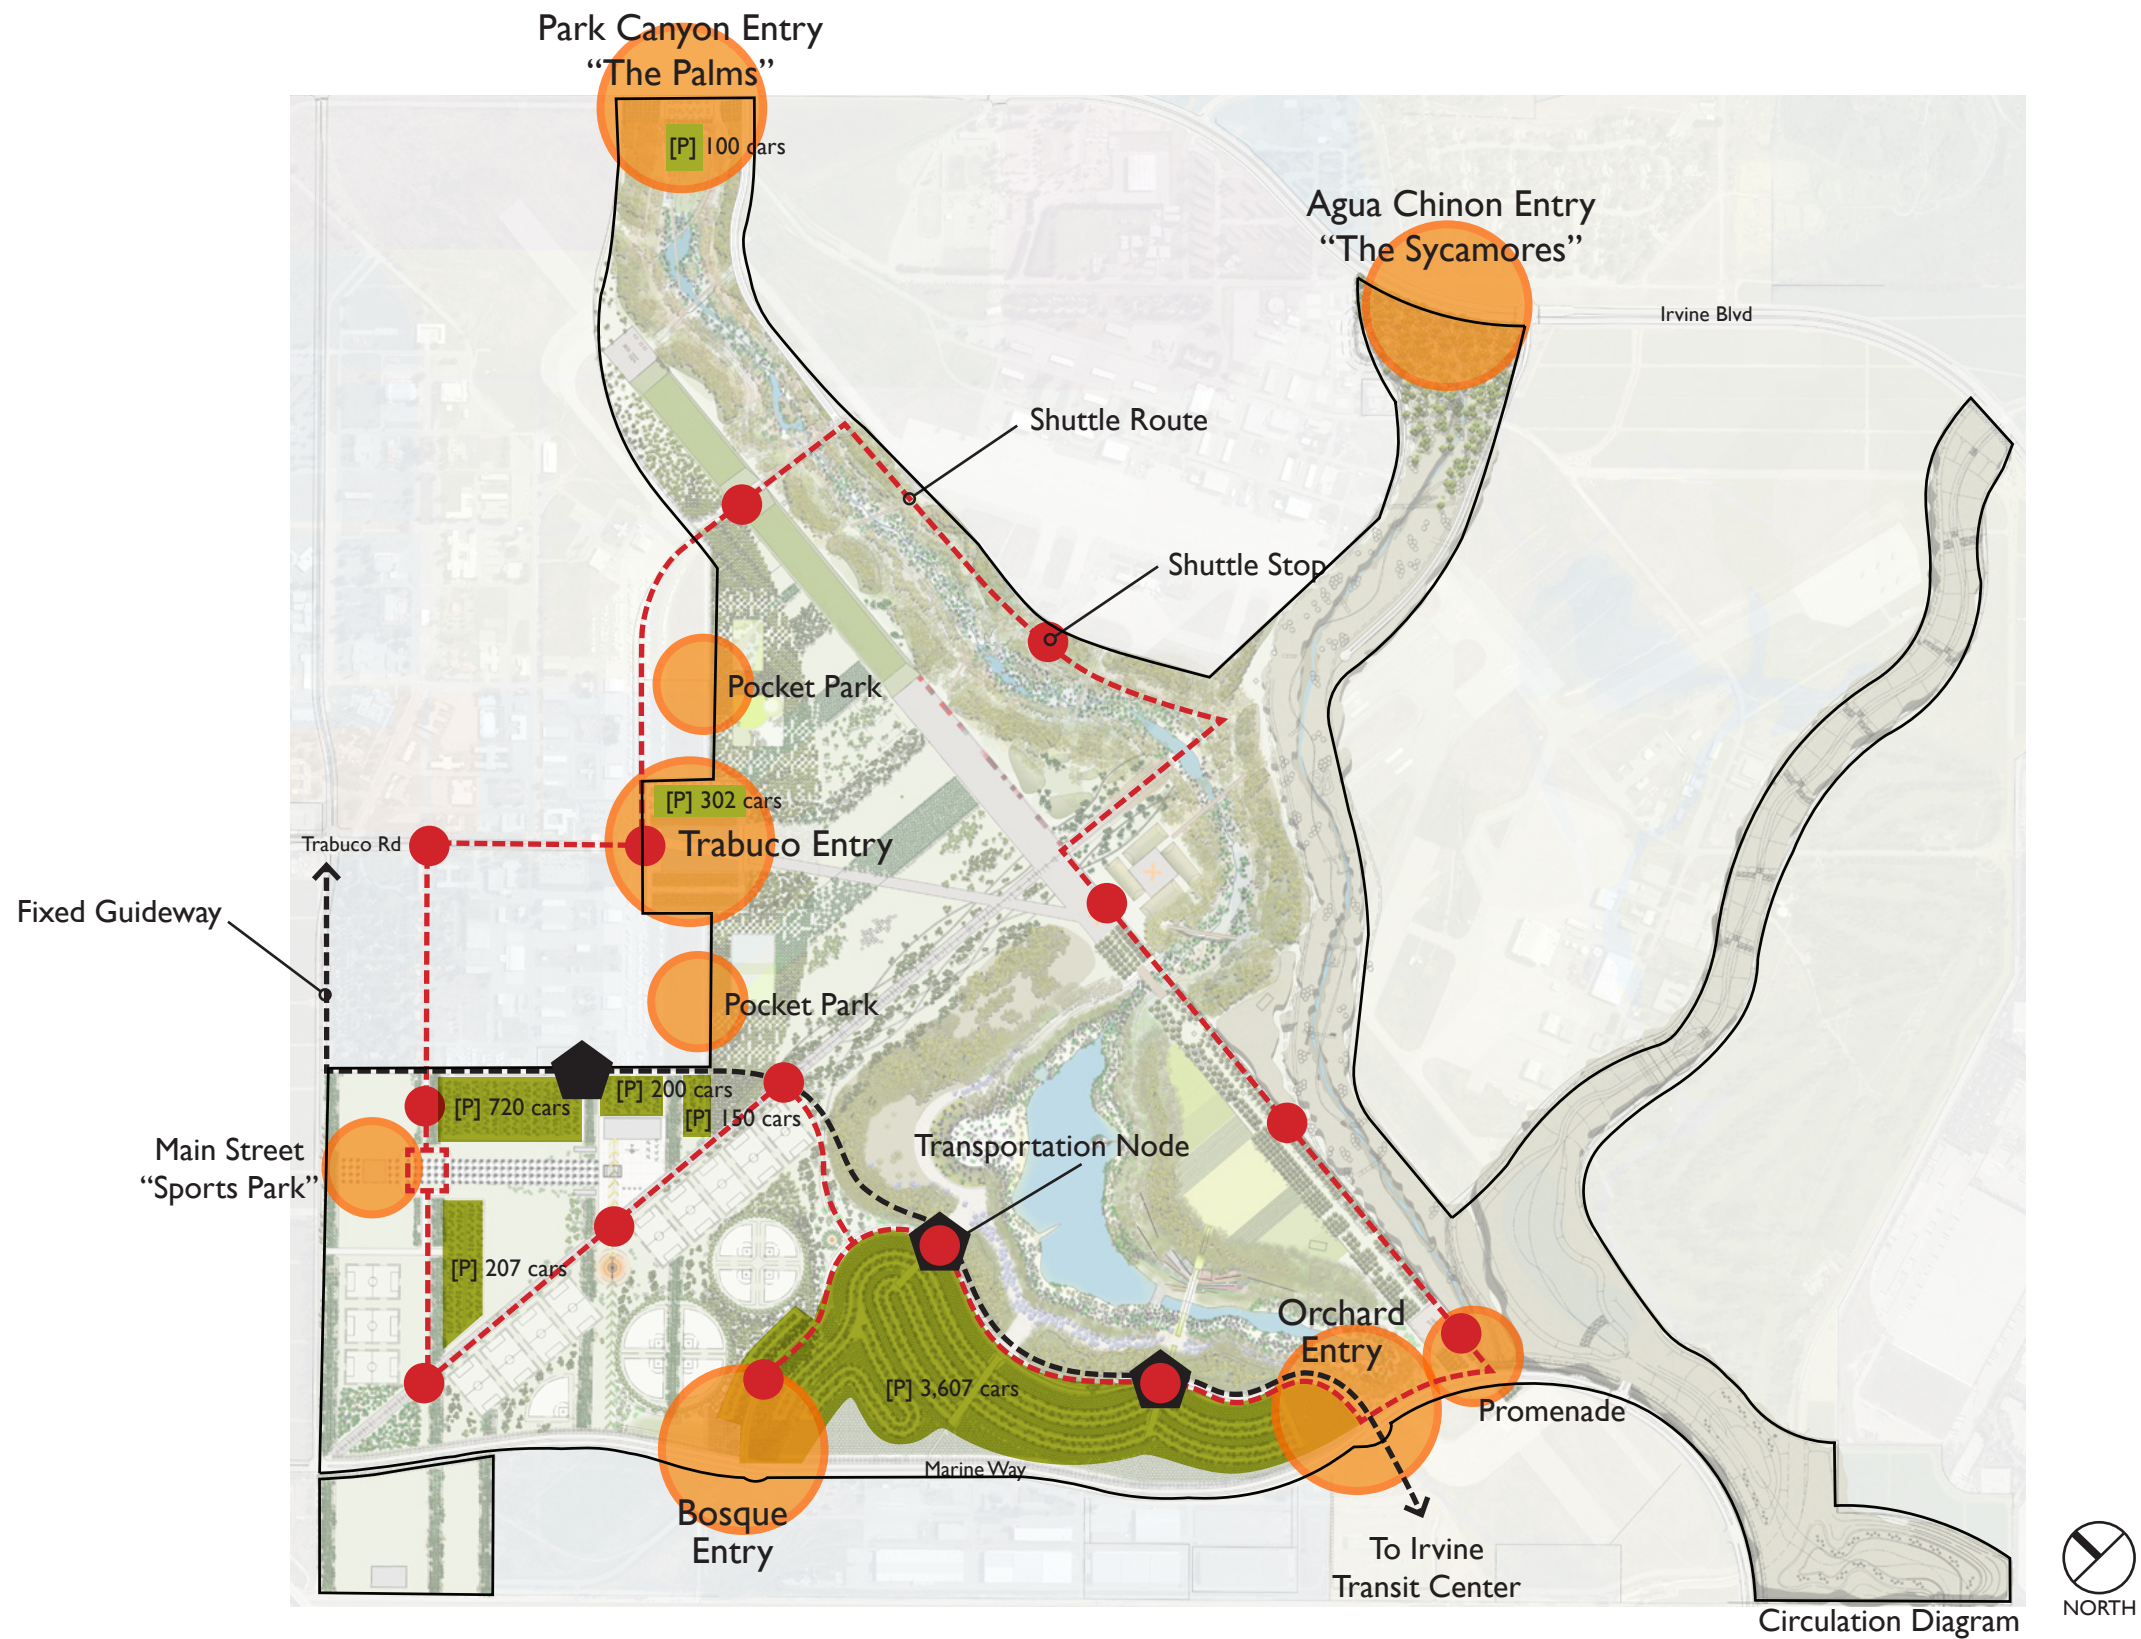 Park Canyon Entry
“The Palms”
[P] 100 cars
Agua Chinon Entry
“The Sycamores”
Irvine Blvd
Shuttle Route
Shuttle Stop
Pocket Park
[P] 302 cars
Trabuco Rd
Trabuco Entry
Fixed Guideway
Pocket Park
[P] 200 cars
[P] 720 cars
[P] 150 cars
Main Street
“Sports Park”
Transportation Node
[P] 207 cars
Orchard
Entry
[P] 3,607 cars
Promenade
Marine Way
Bosque
Entry
To Irvine
Transit Center
NORTH
Circulation Diagram